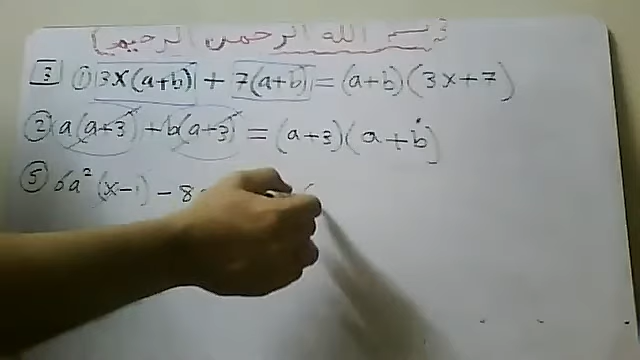 بسم الله الرحمن الرحيم
3 ① 3x(a+b) + 7(a+b) = (a+b)(3x+7)
② a(a+3) + b(a+3) = (a+3)(a+b)
⑤ 6a²(x-1) - 8